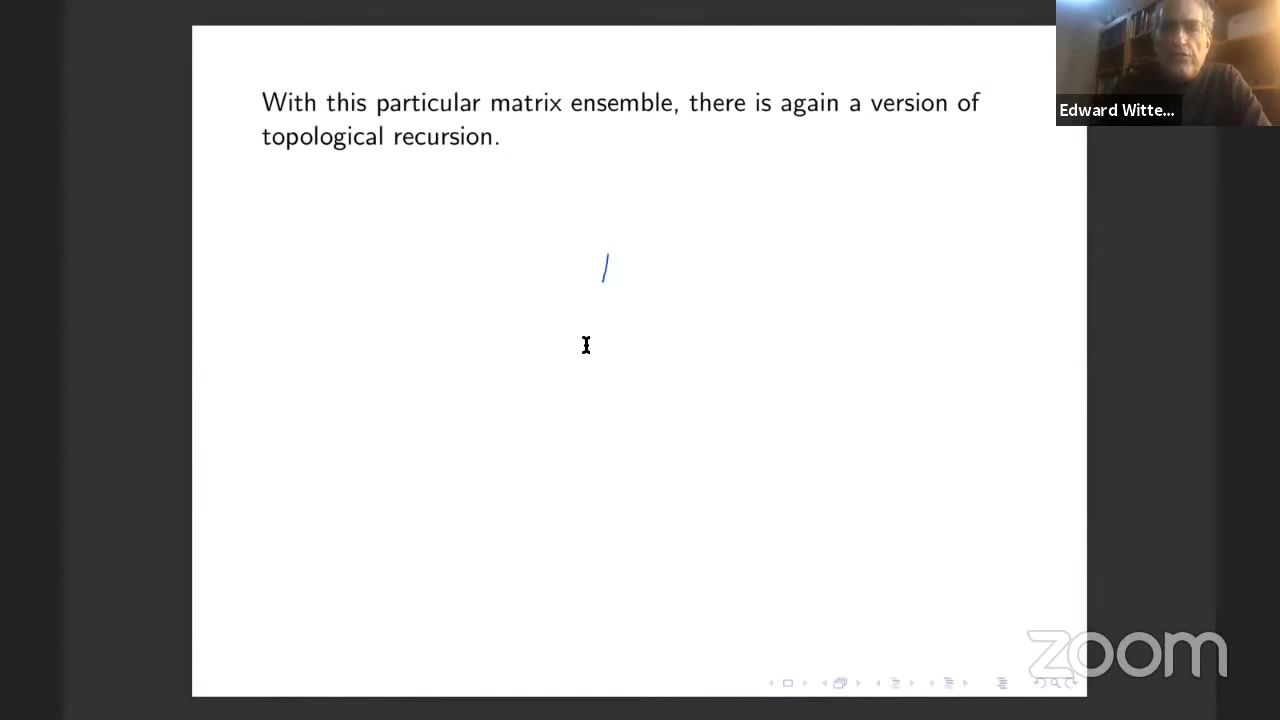 With this particular matrix ensemble, there is again a version of
topological recursion.
Edward Witte...
zoom